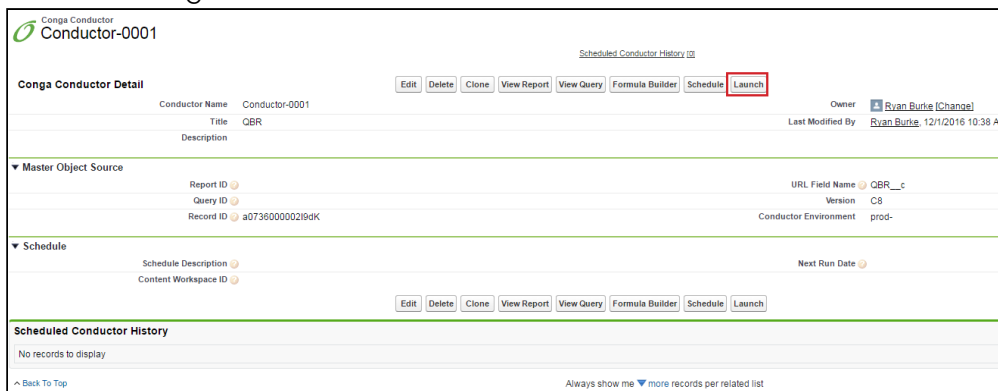 Conga Conductor
Conductor-0001
Scheduled Conductor History [0]
Conga Conductor Detail Edit Delete Clone View Report View Query Formula Builder Schedule Launch
Conductor Name Conductor-0001 Owner Ryan Burke [Change]
Title QBR Last Modified By Ryan Burke, 12/1/2016 10:38 A
Description
Master Object Source
Report ID URL Field Name QBR__c
Query ID Version C8
Record ID a0736000002I9dK Conductor Environment prod-
Schedule
Schedule Description Next Run Date
Content Workspace ID
Edit Delete Clone View Report View Query Formula Builder Schedule Launch
Scheduled Conductor History
No records to display
Back To Top Always show me more records per related list